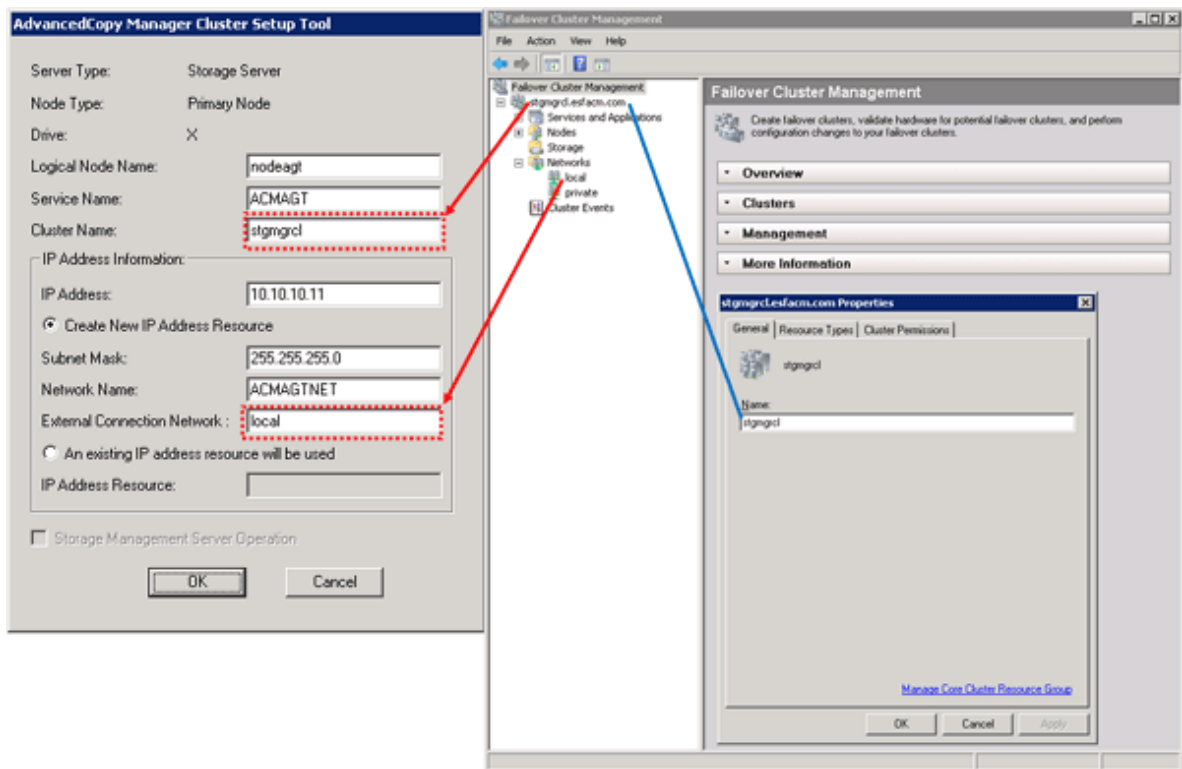 AdvancedCopy Manager Cluster Setup Tool
Server Type: Storage Server
Node Type: Primary Node
Drive: X
Logical Node Name: nodeagt
Service Name: ACMAGT
Cluster Name: stgmgrcl
IP Address Information:
IP Address: 10.10.10.11
Create New IP Address Resource
Subnet Mask: 255.255.255.0
Network Name: ACMAGTNET
External Connection Network : local
An existing IP address resource will be used
IP Address Resource:
Storage Management Server Operation
OK Cancel
Failover Cluster Management
File Action View Help
Failover Cluster Management
stgmgrcl.esfacm.com
Services and Applications
Nodes
Storage
Networks
local
private
Cluster Events
Failover Cluster Management
Create failover clusters, validate hardware for potential failover clusters, and perform
configuration changes to your failover clusters.
Overview
Clusters
Management
More Information
stgmgrcl.esfacm.com Properties
General Resource Types Cluster Permissions
stgmgrcl
Name:
stgmgrcl
Manage Core Cluster Resource Group
OK Cancel Apply